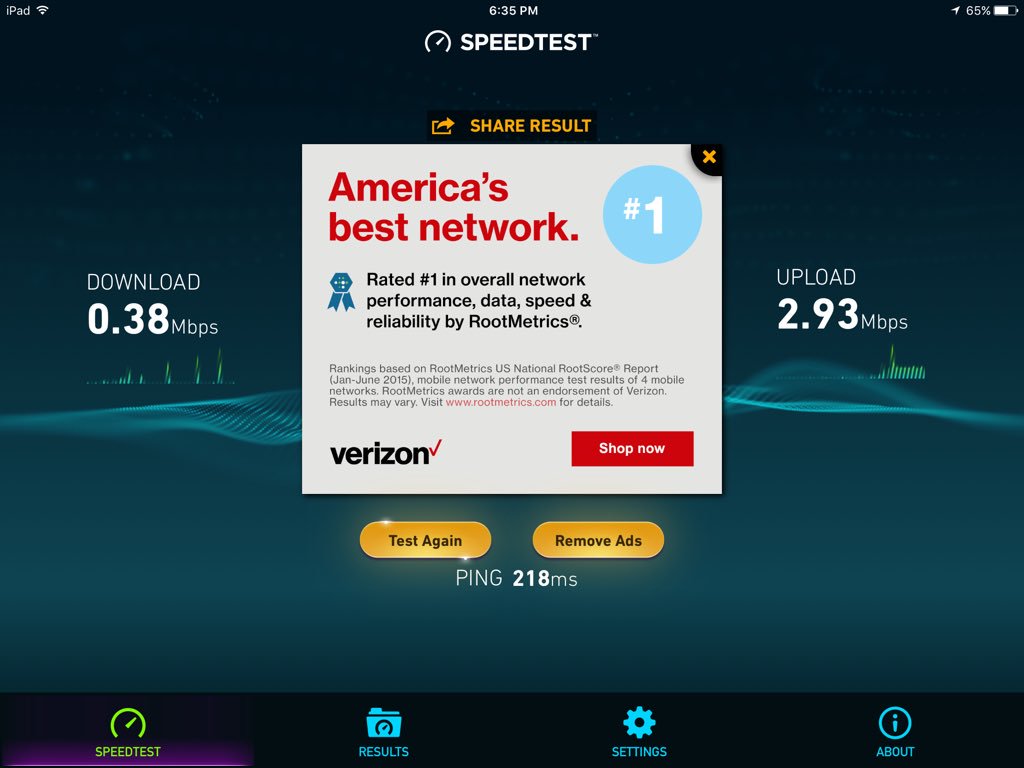 iPad
6:35 PM
65%
SPEEDTEST™
SHARE RESULT
America's
best network.
#1
Rated #1 in overall network
performance, data, speed &
reliability by RootMetrics®.
Rankings based on RootMetrics US National RootScore® Report
(Jan-June 2015), mobile network performance test results of 4 mobile
networks. RootMetrics awards are not an endorsement of Verizon.
Results may vary. Visit www.rootmetrics.com for details.
verizon✓
Shop now
DOWNLOAD
0.38Mbps
UPLOAD
2.93Mbps
Test Again
Remove Ads
PING 218ms
SPEEDTEST
RESULTS
SETTINGS
ABOUT